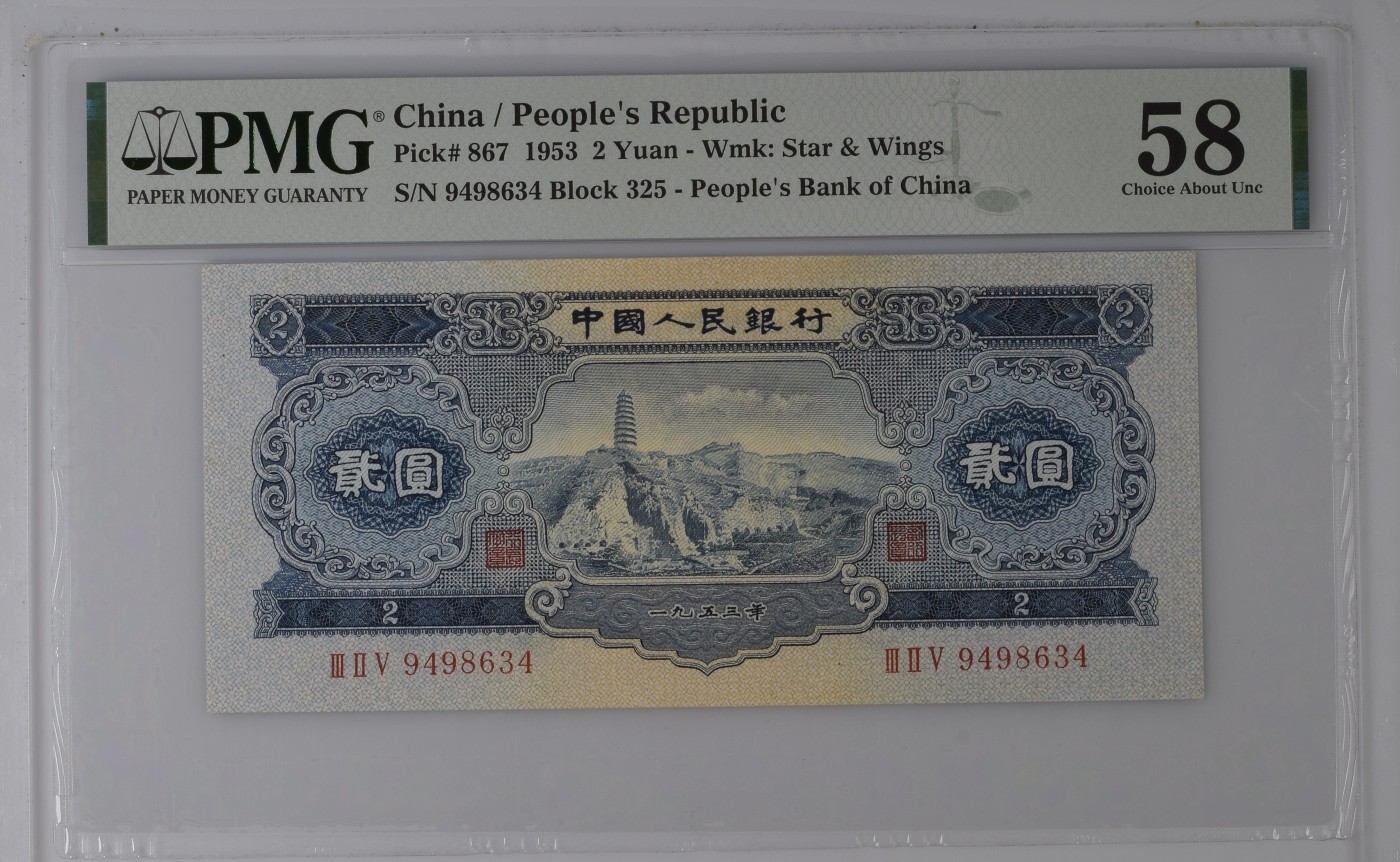 PMG® China / People's Republic
Pick# 867 1953 2 Yuan - Wmk: Star & Wings
PAPER MONEY GUARANTY S/N 9498634 Block 325 - People's Bank of China
58
Choice About Unc
2 中國人民銀行 2
貳圓 貳圓
一九五三年
2 2
III II V 9498634 III II V 9498634